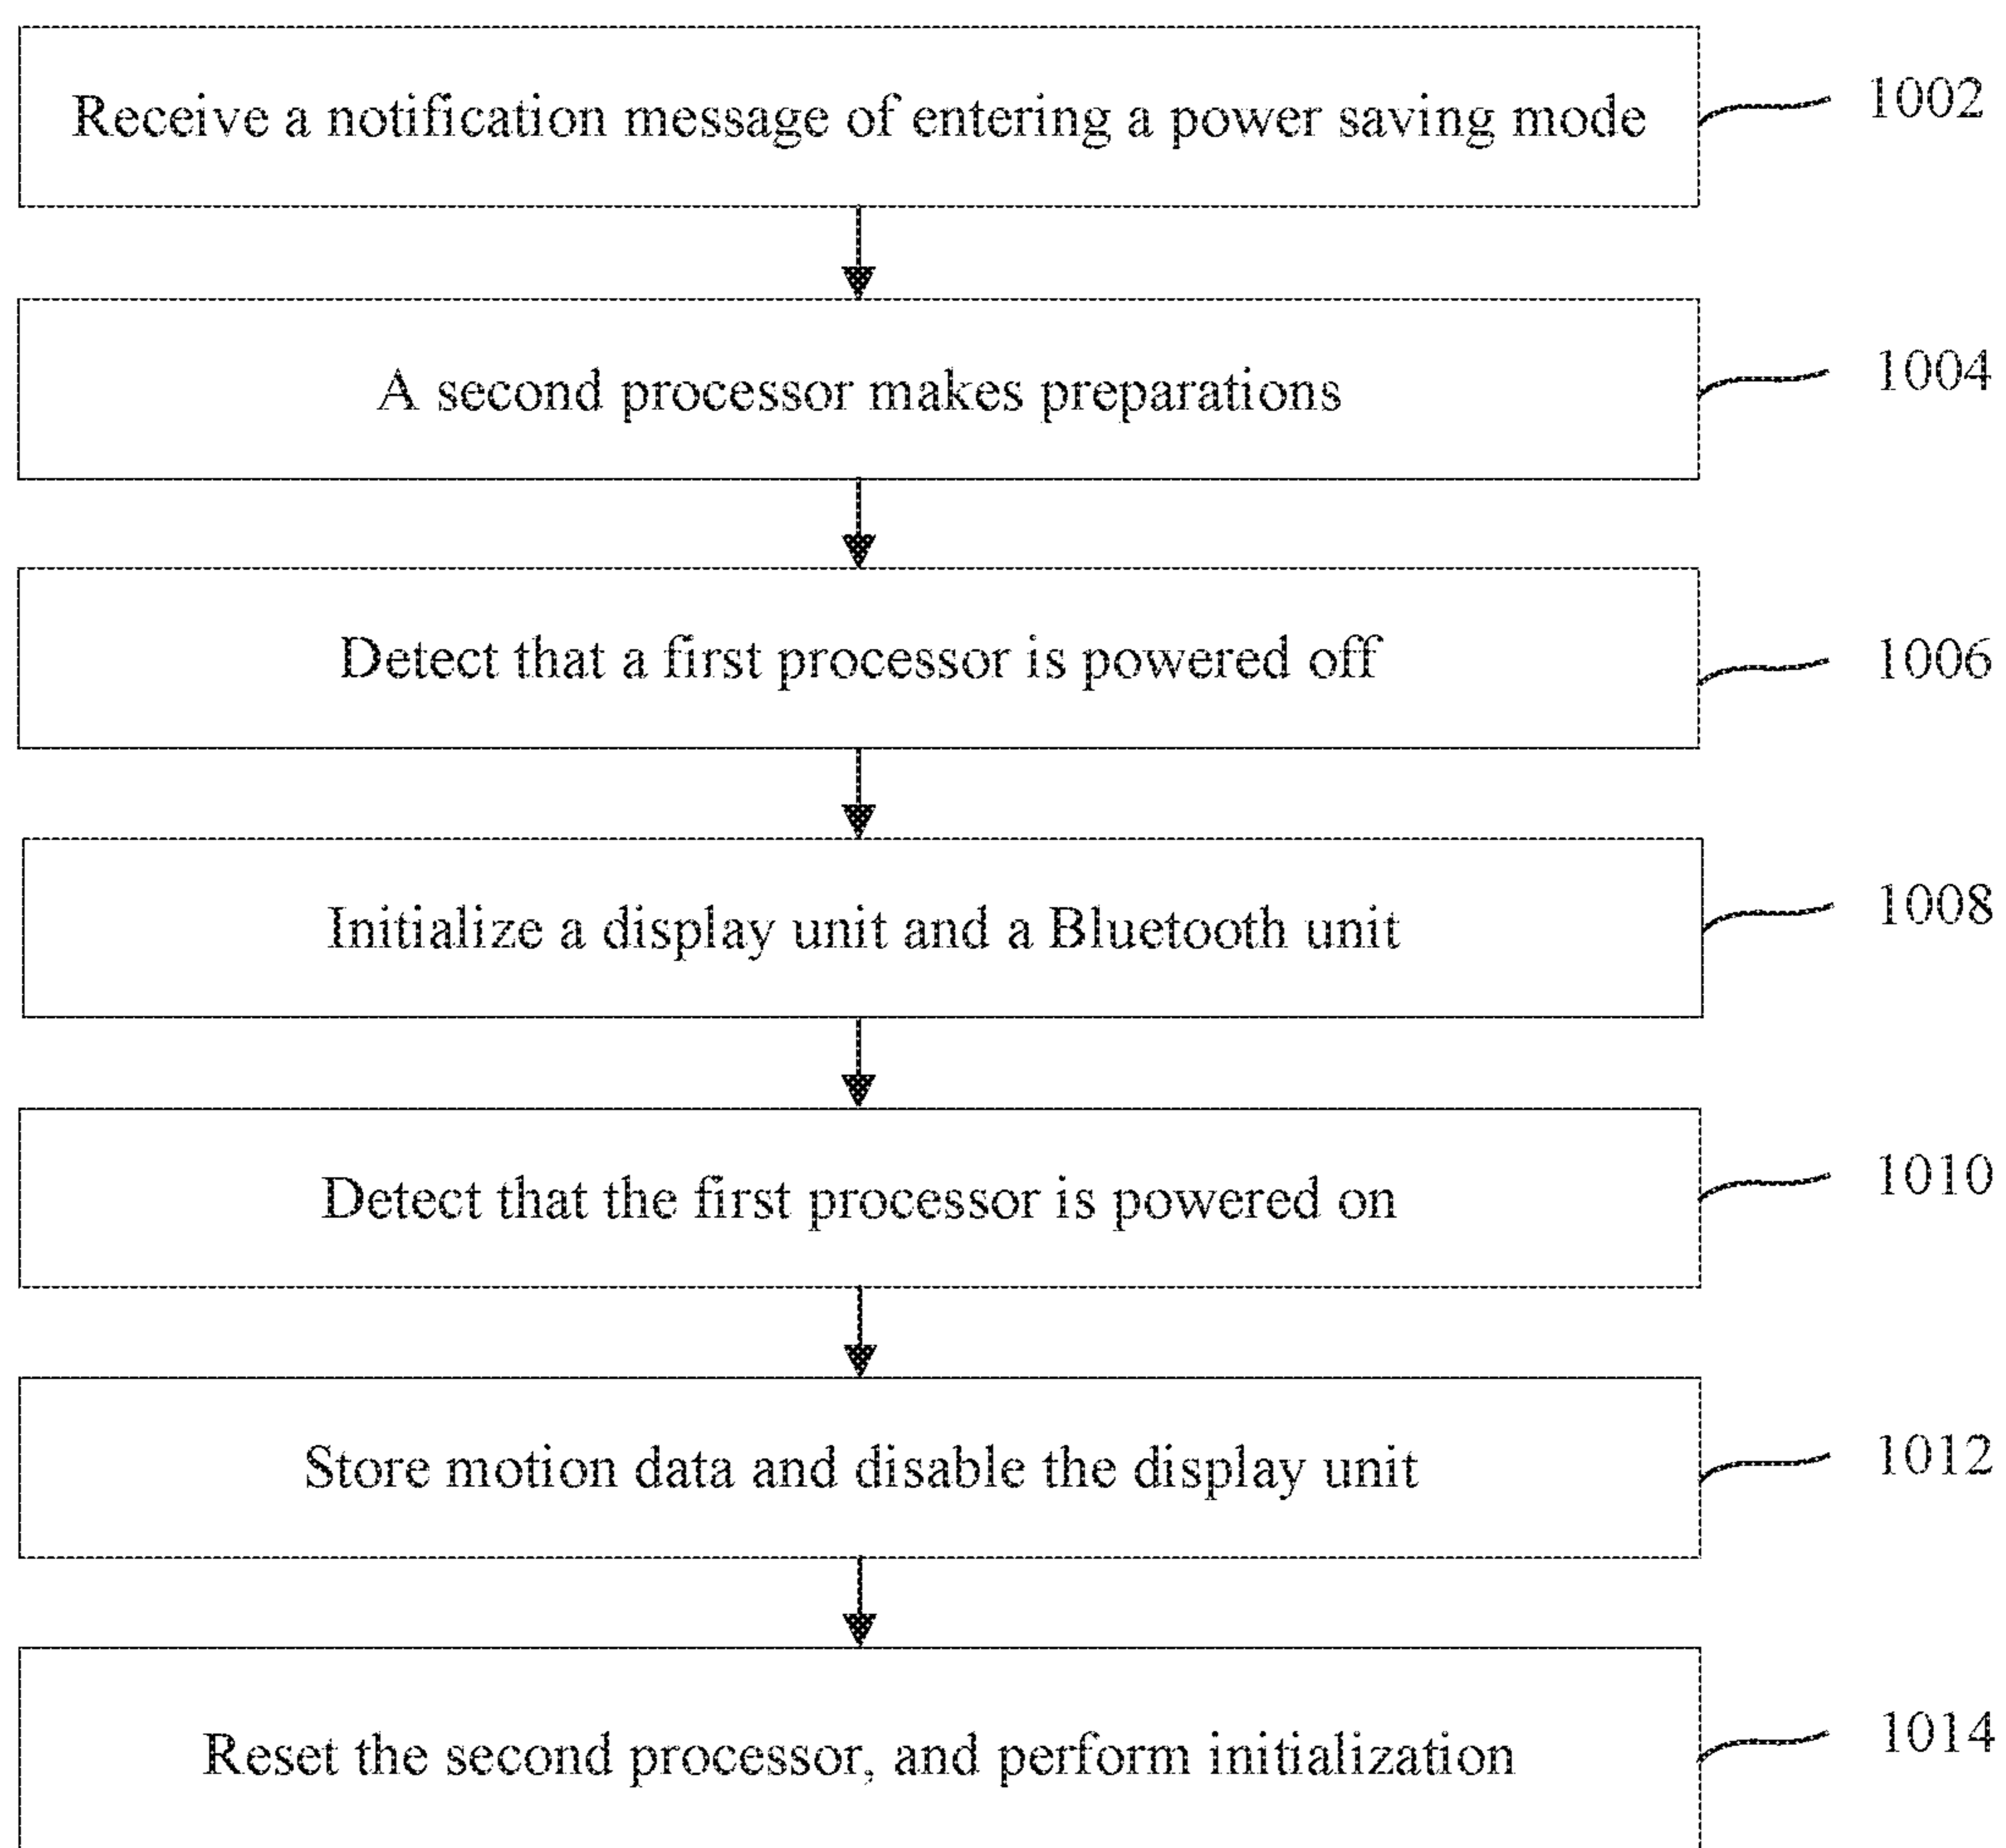 Receive a notification message of entering a power saving mode
1002
A second processor makes preparations
1004
Detect that a first processor is powered off
1006
Initialize a display unit and a Bluetooth unit
1008
Detect that the first processor is powered on
1010
Store motion data and disable the display unit
1012
Reset the second processor, and perform initialization
1014